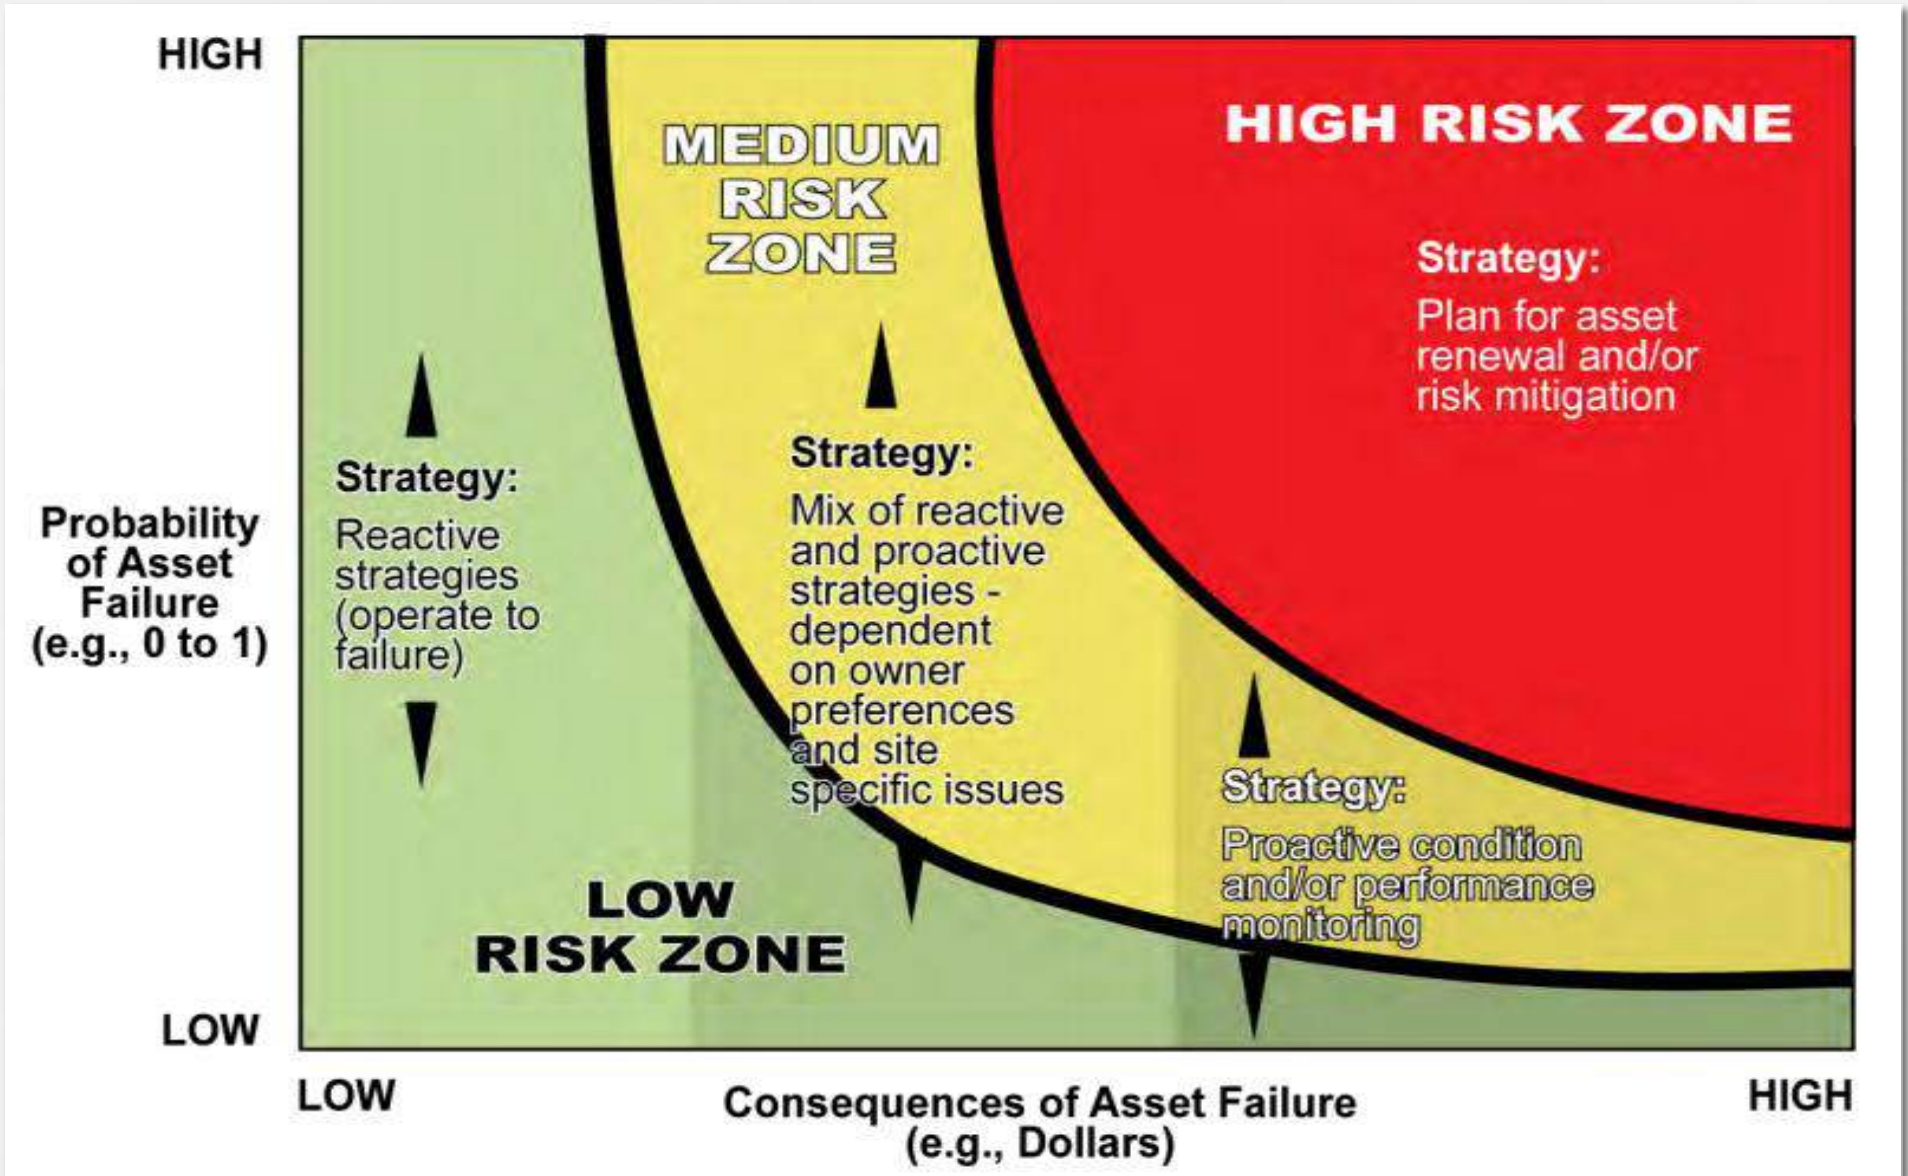 HIGH
MEDIUM
RISK
ZONE
HIGH RISK ZONE
Strategy:
Plan for asset
renewal and/or
risk mitigation
Strategy:
Mix of reactive
and proactive
strategies -
dependent
on owner
preferences
and site
specific issues
Strategy:
Reactive
strategies
(operate to
failure)
Probability
of Asset
Failure
(e.g., 0 to 1)
Strategy:
Proactive condition
and/or performance
monitoring
LOW
RISK ZONE
LOW
LOW
Consequences of Asset Failure
(e.g., Dollars)
HIGH